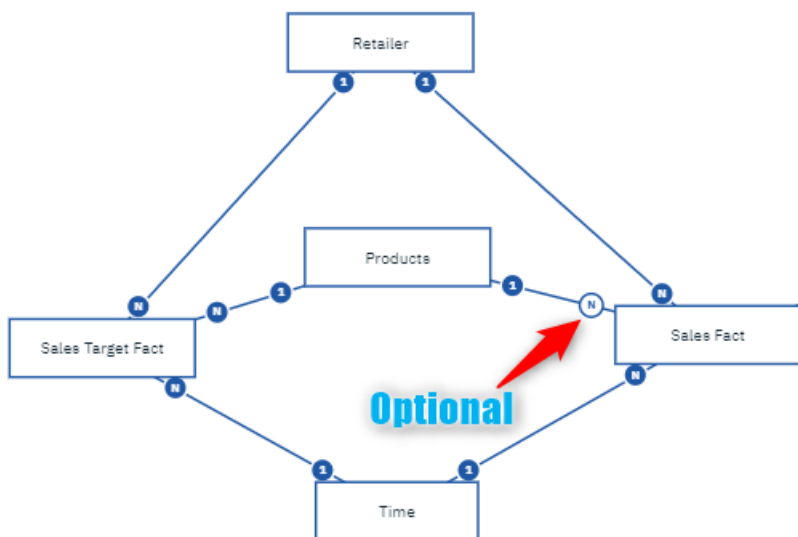 Retailer
1
1
Products
1
1
N
N
N
N
Sales Target Fact
Sales Fact
N
N
Optional
1
1
Time